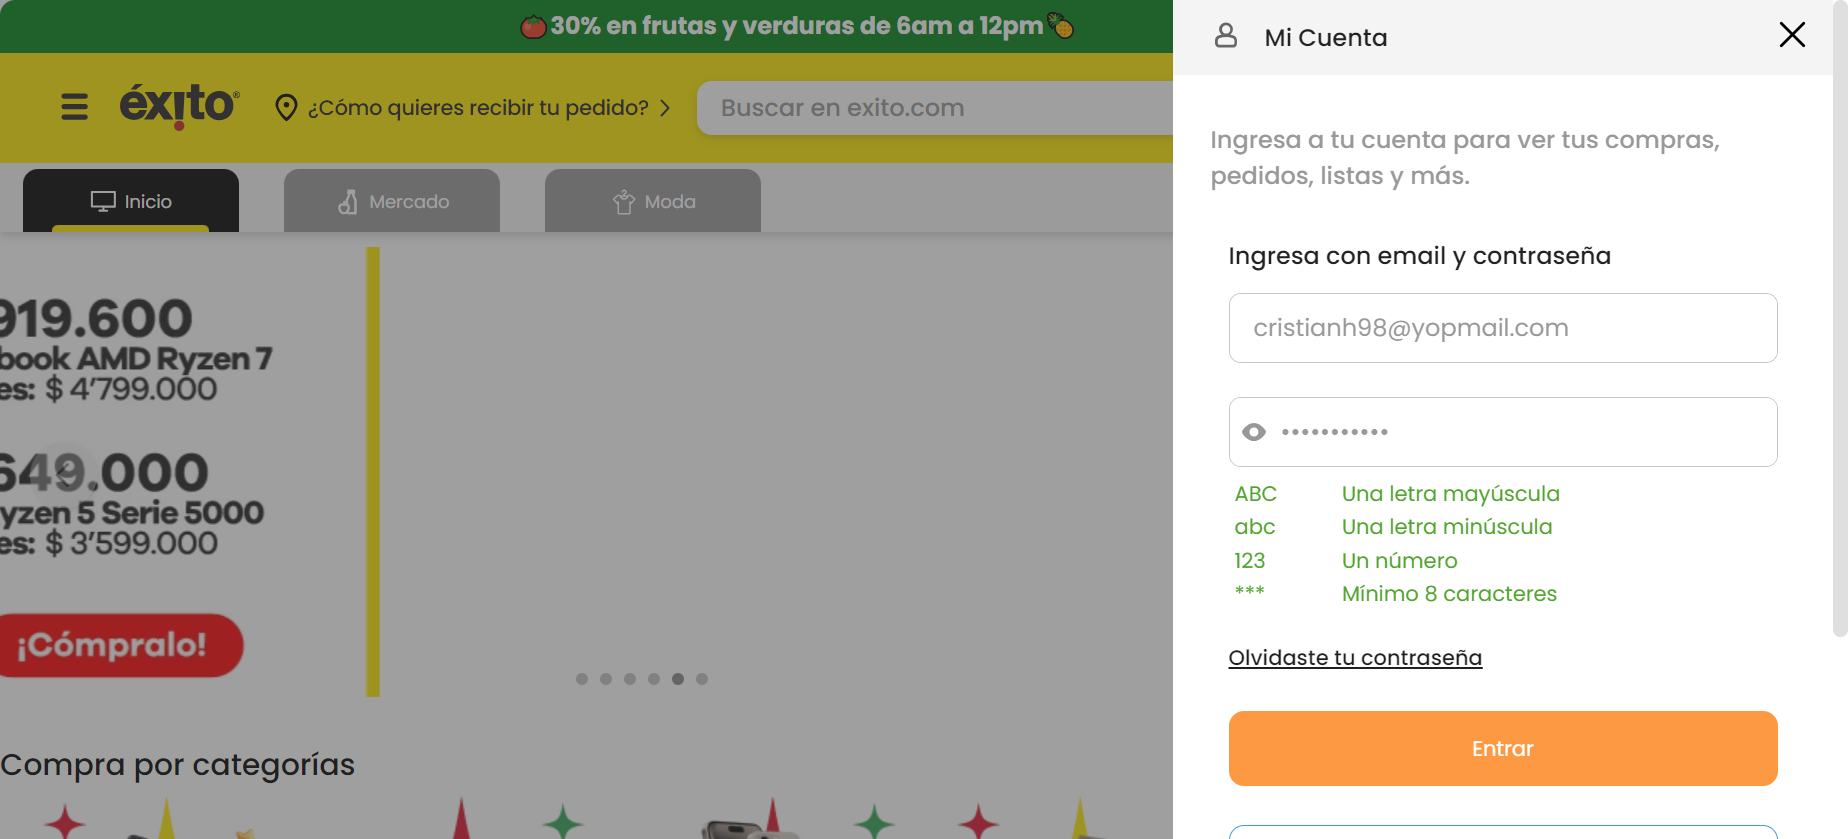 30% en frutas y verduras de 6am a 12pm
éxito
¿Cómo quieres recibir tu pedido?
Buscar en exito.com
Inicio
Mercado
Moda
919.600
book AMD Ryzen 7
es: $ 4'799.000
649.000
yzen 5 Serie 5000
es: $ 3'599.000
¡Cómpralo!
Compra por categorías
Mi Cuenta
Ingresa a tu cuenta para ver tus compras,
pedidos, listas y más.
Ingresa con email y contraseña
cristianh98@yopmail.com
•••••••••••
ABC Una letra mayúscula
abc Una letra minúscula
123 Un número
*** Mínimo 8 caracteres
Olvidaste tu contraseña
Entrar